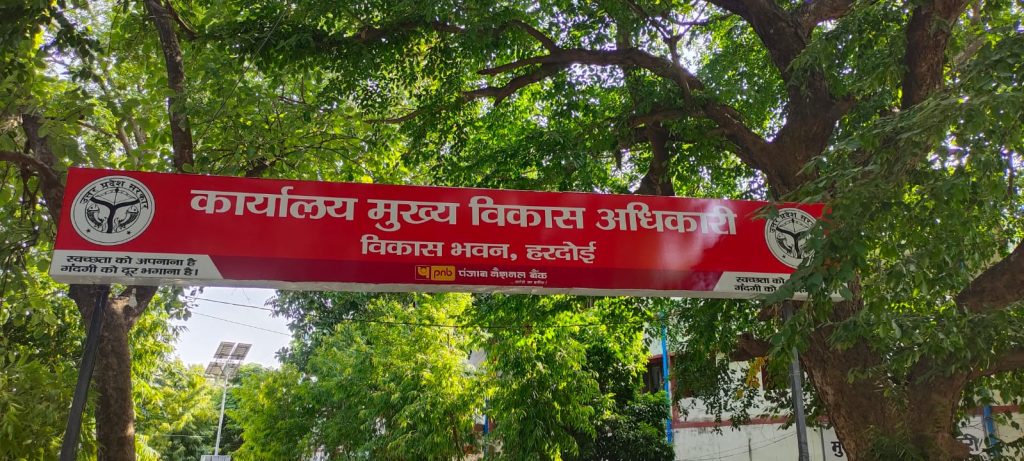 उत्तर प्रदेश सरकार
कार्यालय मुख्य विकास अधिकारी
विकास भवन, हरदोई
स्वच्छता को अपनाना है
गंदगी को दूर भगाना है।
pnb पंजाब नैशनल बैंक
स्वच्छता को
गंदगी को